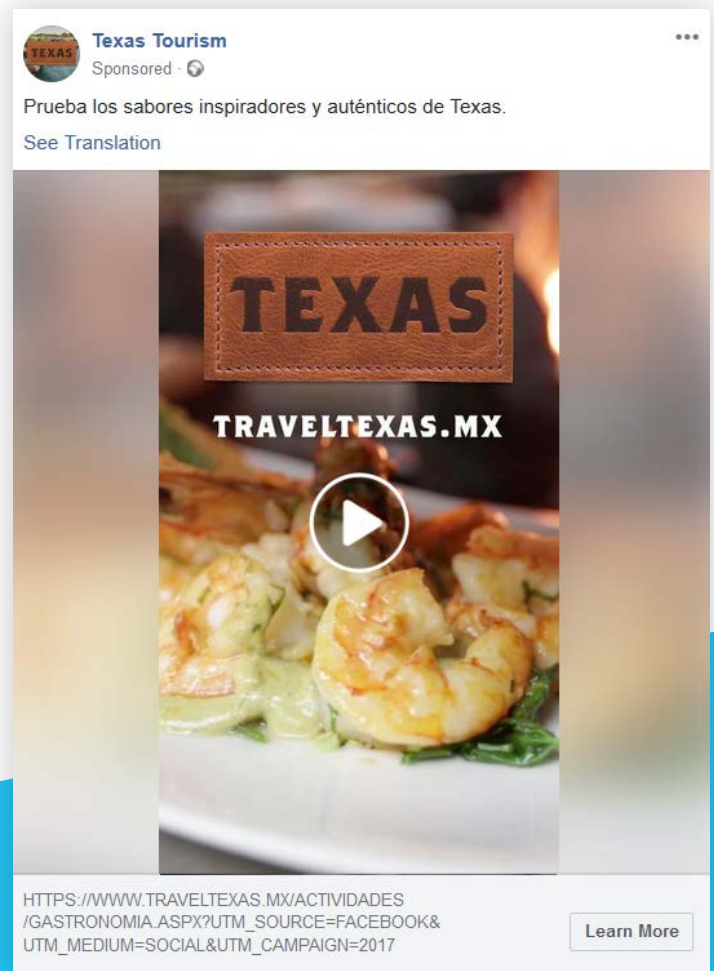 Texas Tourism
TEXAS
Sponsored ·
Prueba los sabores inspiradores y auténticos de Texas.
See Translation
TEXAS
TRAVELTEXAS.MX
HTTPS://WWW.TRAVELTEXAS.MX/ACTIVIDADES
/GASTRONOMIA.ASPX?UTM_SOURCE=FACEBOOK&
UTM_MEDIUM=SOCIAL&UTM_CAMPAIGN=2017
Learn More